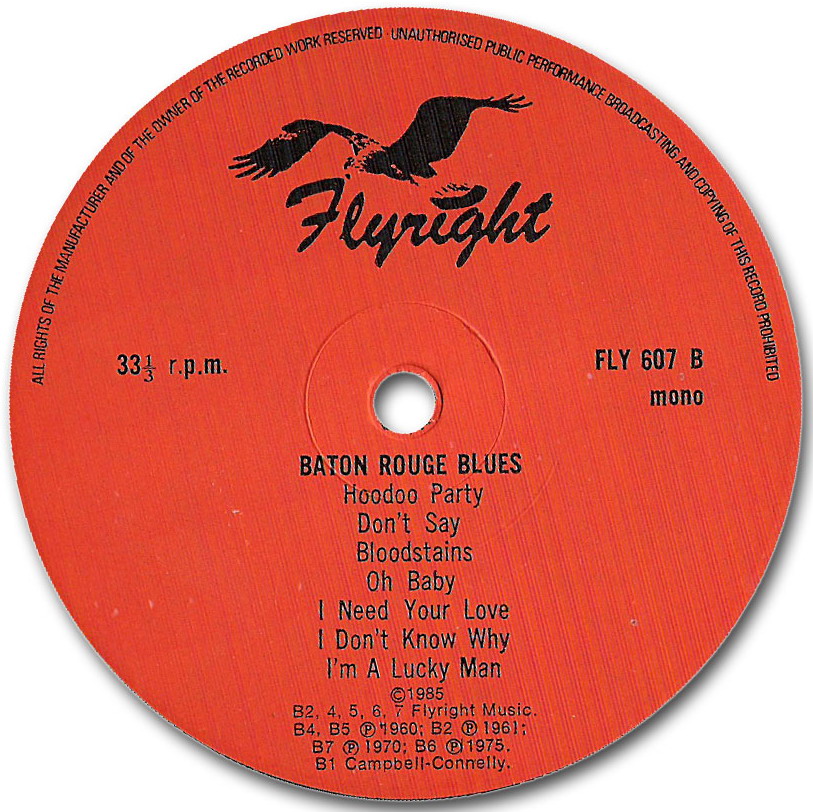 ALL RIGHTS OF THE MANUFACTURER AND OF THE OWNER OF THE RECORDED WORK RESERVED · UNAUTHORISED PUBLIC PERFORMANCE BROADCASTING AND COPYING OF THIS RECORD PROHIBITED
Flyright
33⅓ r.p.m.
FLY 607 B
mono
BATON ROUGE BLUES
Hoodoo Party
Don't Say
Bloodstains
Oh Baby
I Need Your Love
I Don't Know Why
I'm A Lucky Man
©1985
B2, 4, 5, 6, 7 Flyright Music.
B4, B5 ℗ 1960; B2 ℗ 1961;
B7 ℗ 1970; B6 ℗ 1975.
B1 Campbell-Connelly.